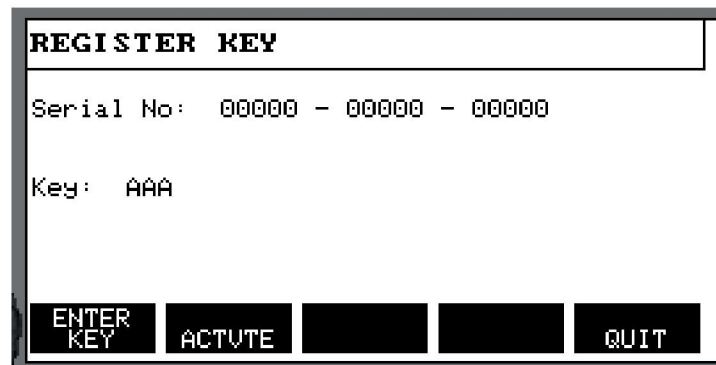 REGISTER KEY
Serial No: 00000 - 00000 - 00000
Key: AAA
ENTER
KEY
ACTVTE
QUIT